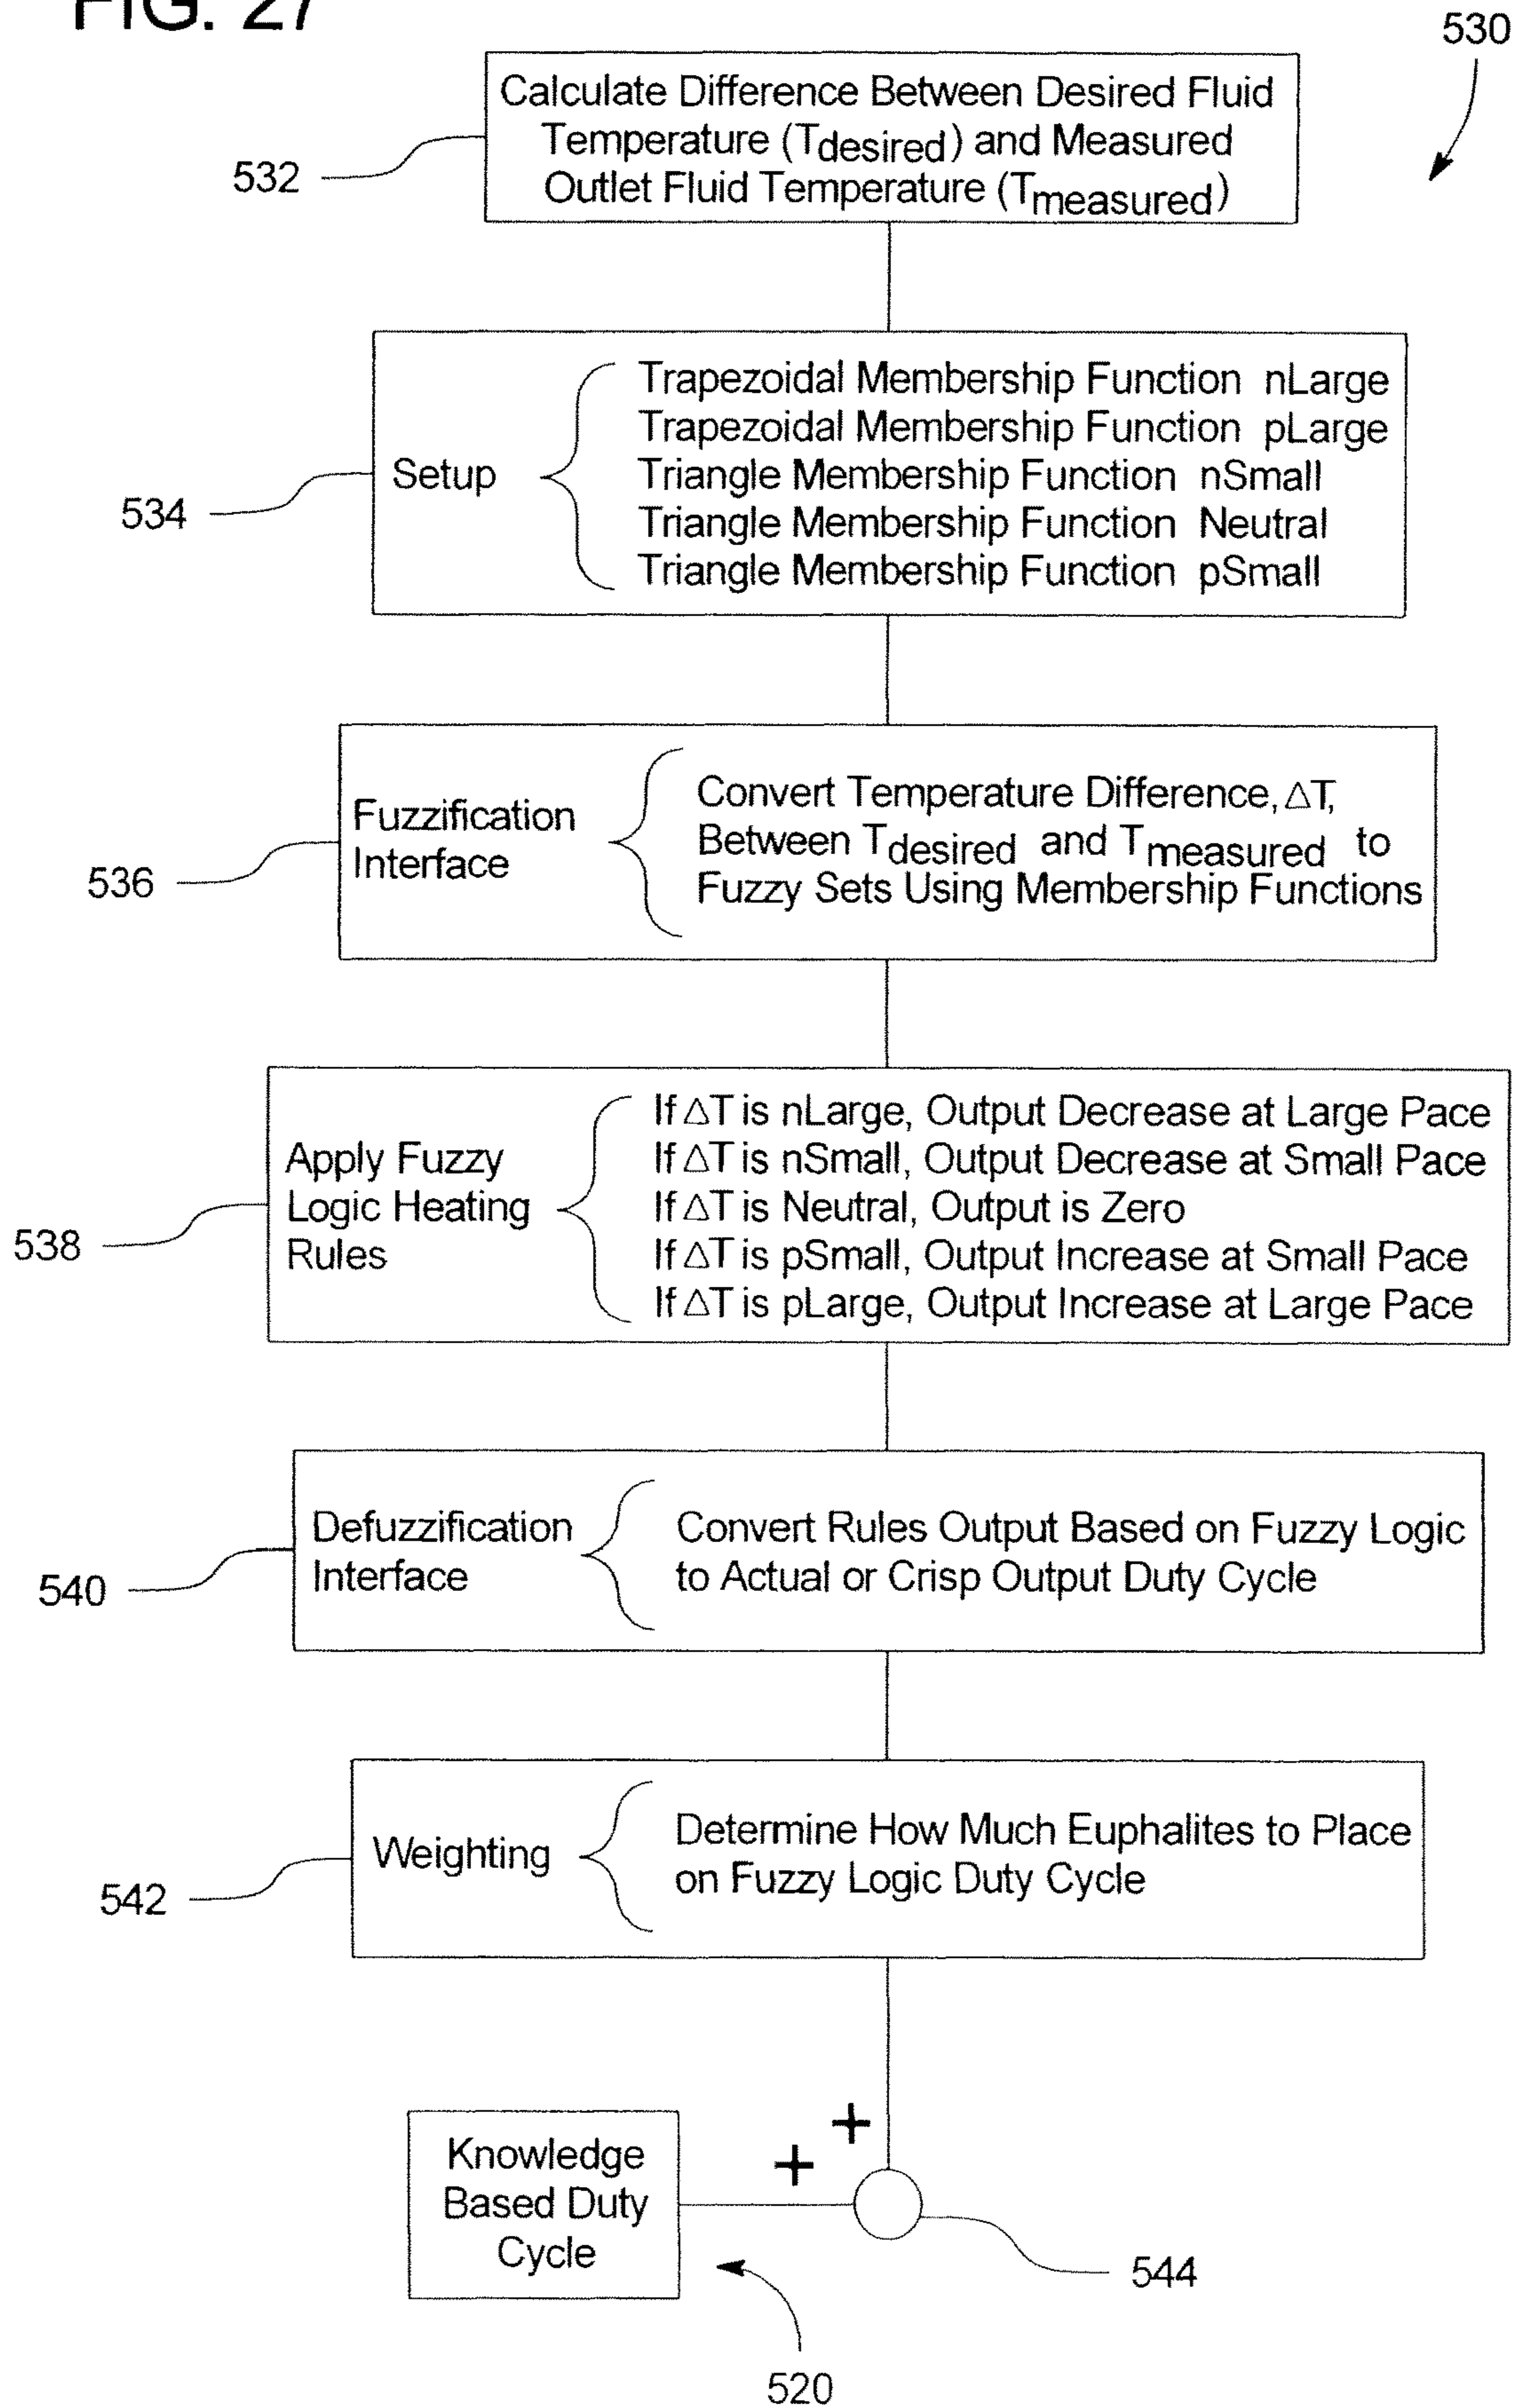 FIG. 27
530
Calculate Difference Between Desired Fluid
Temperature (Tdesired) and Measured
Outlet Fluid Temperature (Tmeasured)
532
Setup
Trapezoidal Membership Function nLarge
Trapezoidal Membership Function pLarge
Triangle Membership Function nSmall
Triangle Membership Function Neutral
Triangle Membership Function pSmall
534
Fuzzification
Interface
Convert Temperature Difference, △T,
Between Tdesired and Tmeasured to
Fuzzy Sets Using Membership Functions
536
Apply Fuzzy
Logic Heating
Rules
If △T is nLarge, Output Decrease at Large Pace
If △T is nSmall, Output Decrease at Small Pace
If △T is Neutral, Output is Zero
If △T is pSmall, Output Increase at Small Pace
If △T is pLarge, Output Increase at Large Pace
538
Defuzzification
Interface
Convert Rules Output Based on Fuzzy Logic
to Actual or Crisp Output Duty Cycle
540
Weighting
Determine How Much Euphalites to Place
on Fuzzy Logic Duty Cycle
542
+
+
Knowledge
Based Duty
Cycle
544
520